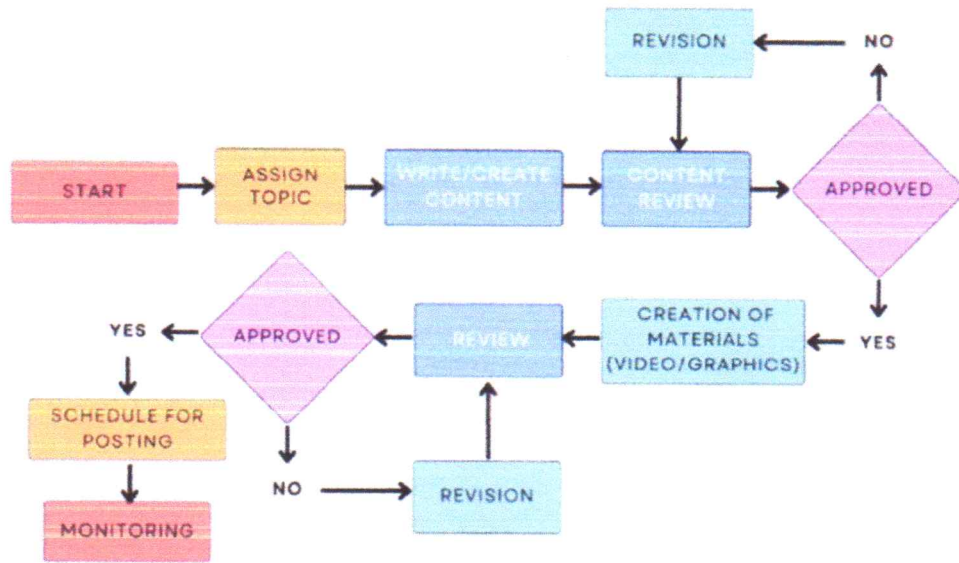 REVISION
NO
START
ASSIGN
TOPIC
WRITE/CREATE
CONTENT
CONTENT
REVIEW
APPROVED
YES
CREATION OF
MATERIALS
(VIDEO/GRAPHICS)
REVIEW
APPROVED
YES
SCHEDULE FOR
POSTING
NO
REVISION
MONITORING